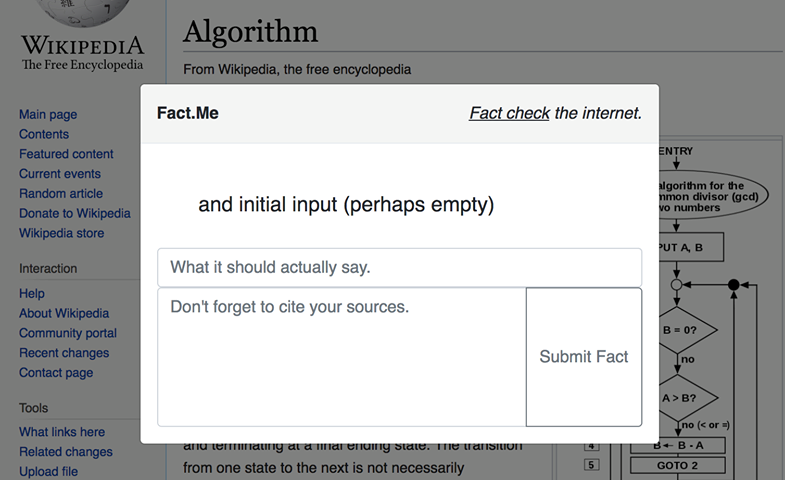 WIKIPEDIA
The Free Encyclopedia
Main page
Contents
Featured content
Current events
Random article
Donate to Wikipedia
Wikipedia store
Interaction
Help
About Wikipedia
Community portal
Recent changes
Contact page
Tools
What links here
Related changes
Upload file
Algorithm
From Wikipedia, the free encyclopedia
Fact.Me
Fact check the internet.
and initial input (perhaps empty)
What it should actually say.
Don't forget to cite your sources.
Submit Fact
and terminating at a final ending state. The transition
from one state to the next is not necessarily
ENTRY
algorithm for the
mmon divisor (gcd)
wo numbers
PUT A, B
B = 0?
no
A > B?
no (< or =)
4
B ← B - A
5
GOTO 2